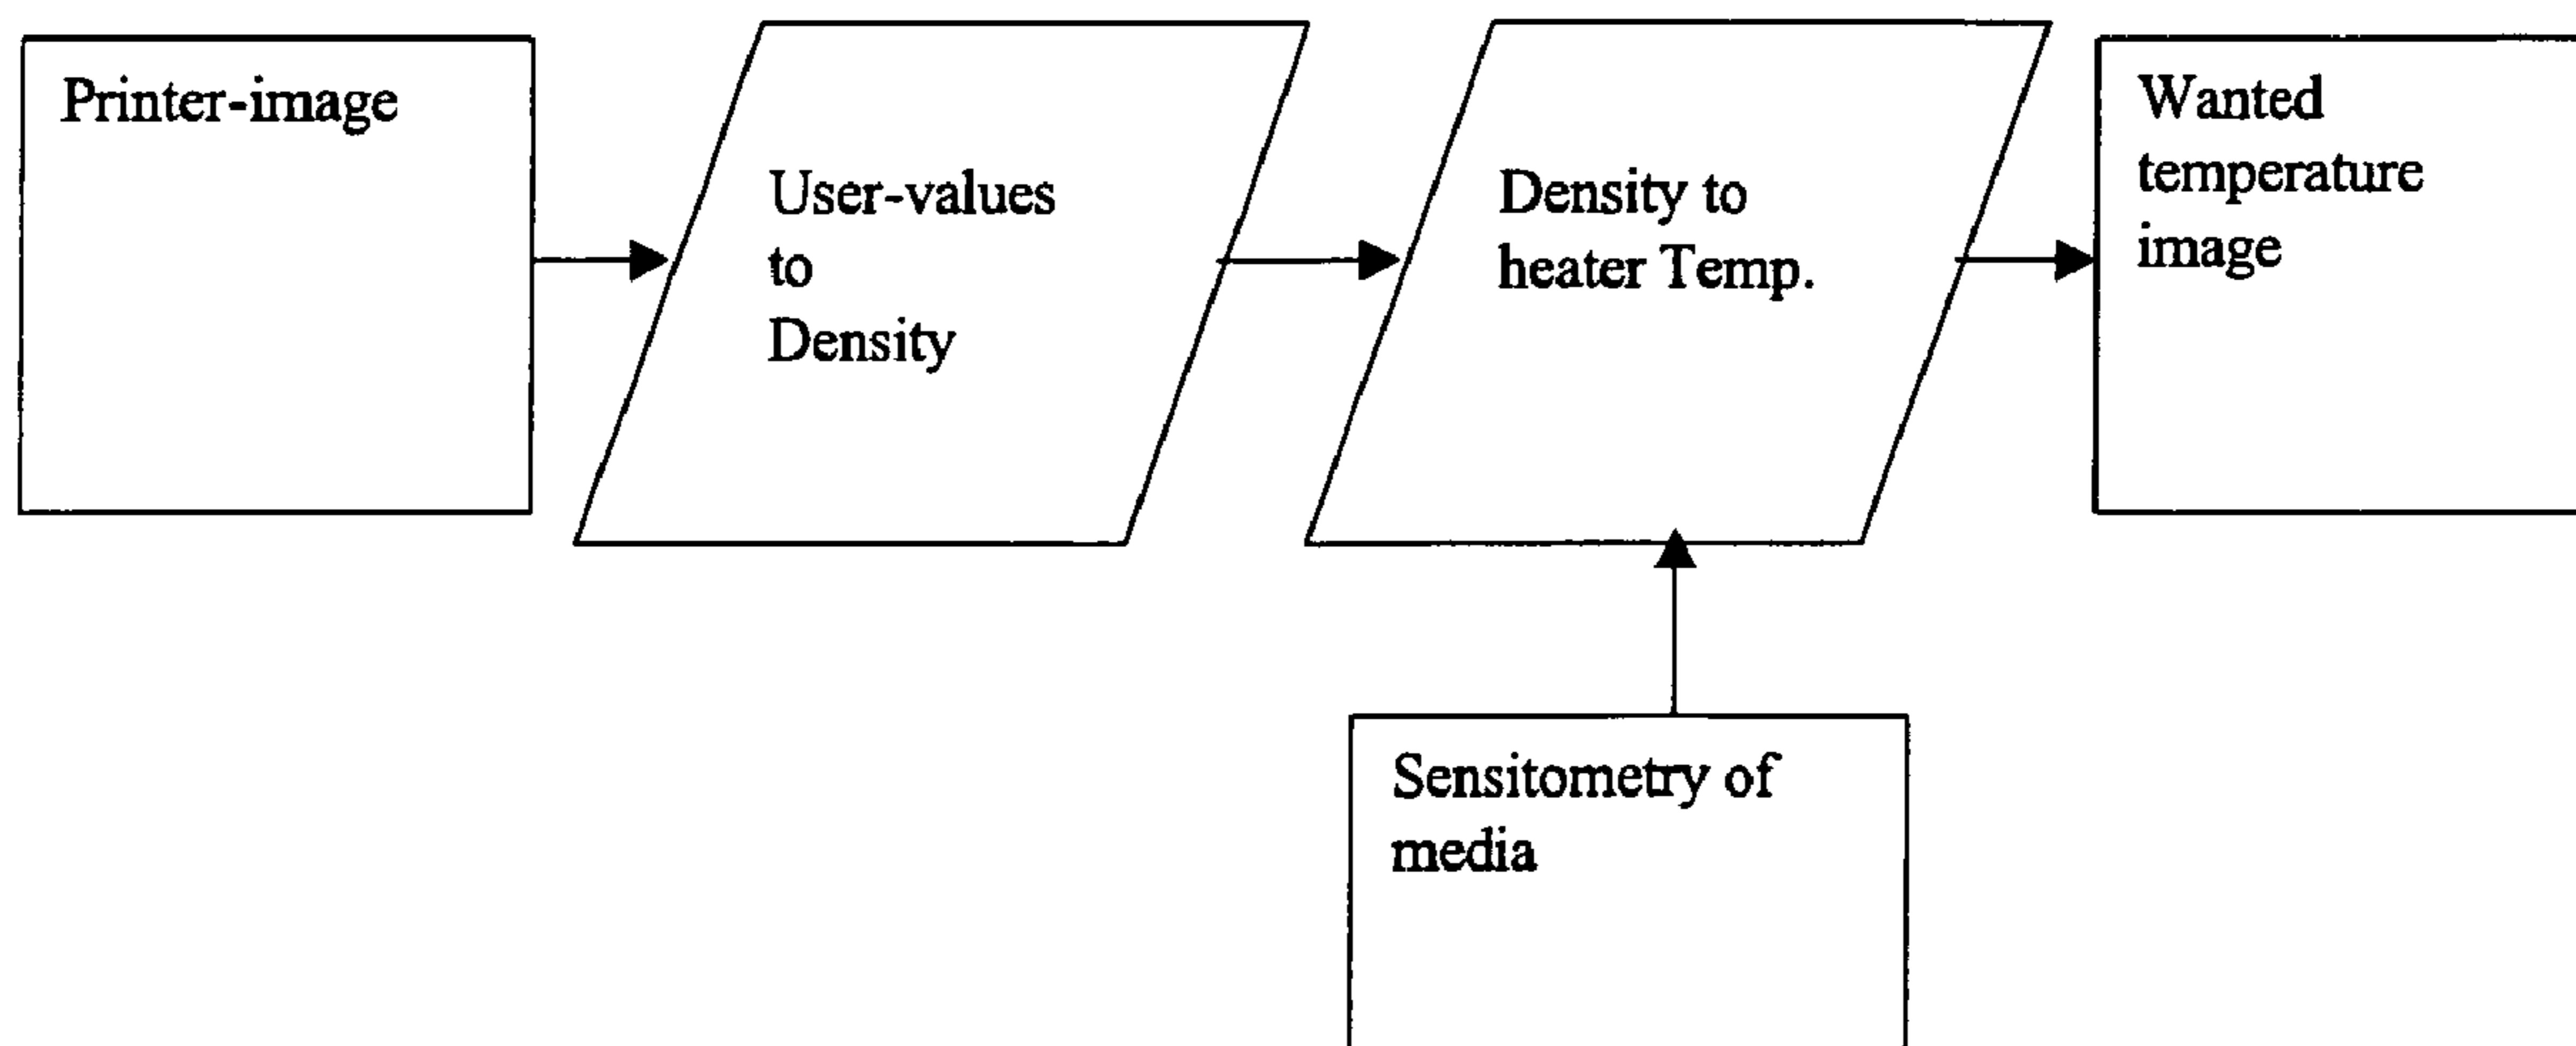 Printer-image
User-values
to
Density
Density to
heater Temp.
Wanted
temperature
image
Sensitometry of
media